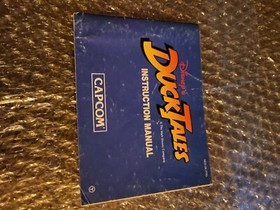 Disney's
DUCKTALES
INSTRUCTION MANUAL
CAPCOM